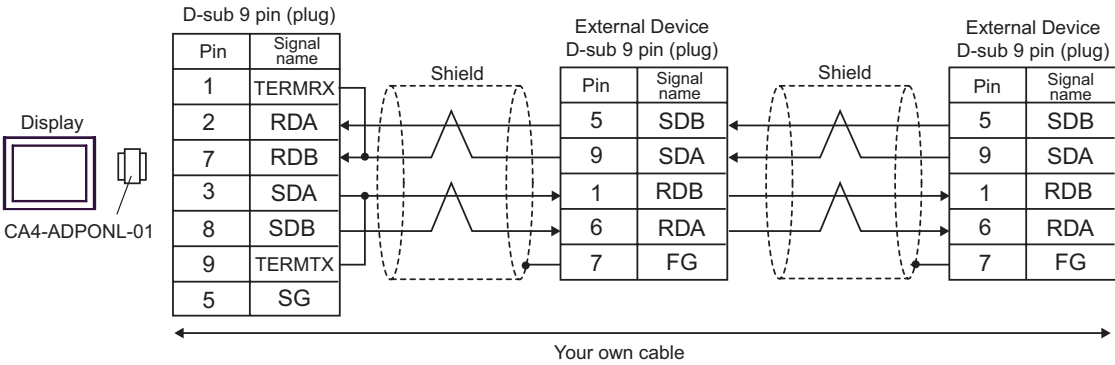 D-sub 9 pin (plug)
Pin Signal name
1 TERMRX
2 RDA
7 RDB
3 SDA
8 SDB
9 TERMTX
5 SG
Display
CA4-ADPONL-01
Shield
External Device
D-sub 9 pin (plug)
Pin Signal name
5 SDB
9 SDA
1 RDB
6 RDA
7 FG
Shield
External Device
D-sub 9 pin (plug)
Pin Signal name
5 SDB
9 SDA
1 RDB
6 RDA
7 FG
Your own cable